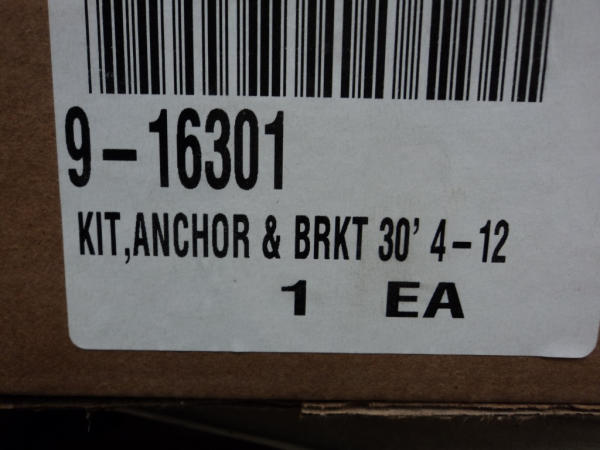 9-16301
KIT,ANCHOR & BRKT 30' 4-12
1 EA